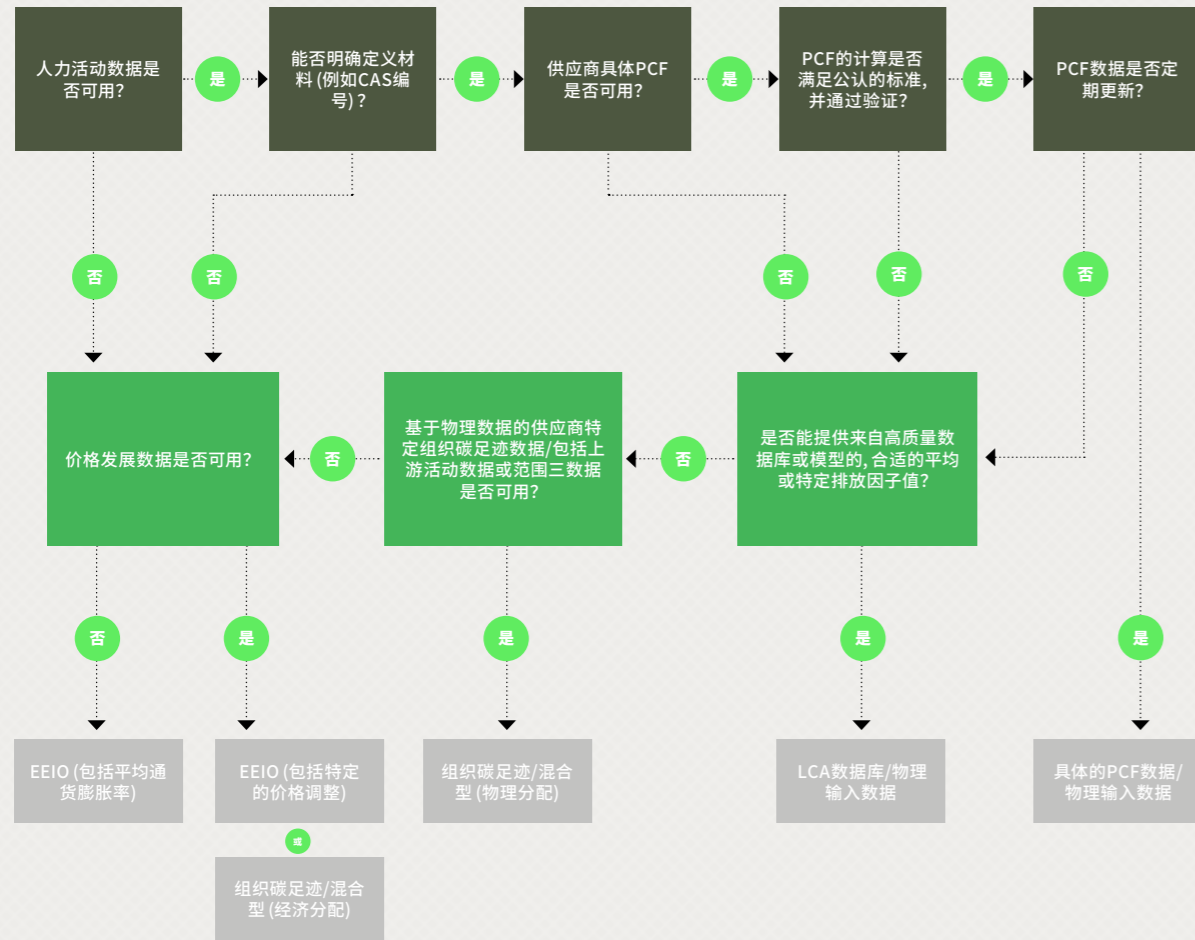 人力活动数据是
否可用？
是
能否明确定义材
料 (例如CAS编
号) ？
是
供应商具体PCF
是否可用？
是
PCF的计算是否
满足公认的标准,
并通过验证？
是
PCF数据是否定
期更新？
否
否
否
否
否
价格发展数据是否可用？
否
基于物理数据的供应商特
定组织碳足迹数据/包括上
游活动数据或范围三数据
是否可用？
否
是否能提供来自高质量数
据库或模型的, 合适的平均
或特定排放因子值？
否
是
是
是
是
EEIO (包括平均通
货膨胀率)
EEIO (包括特定
的价格调整)
或
组织碳足迹/混合
型 (经济分配)
组织碳足迹/混合
型 (物理分配)
LCA数据库/物理
输入数据
具体的PCF数据/
物理输入数据